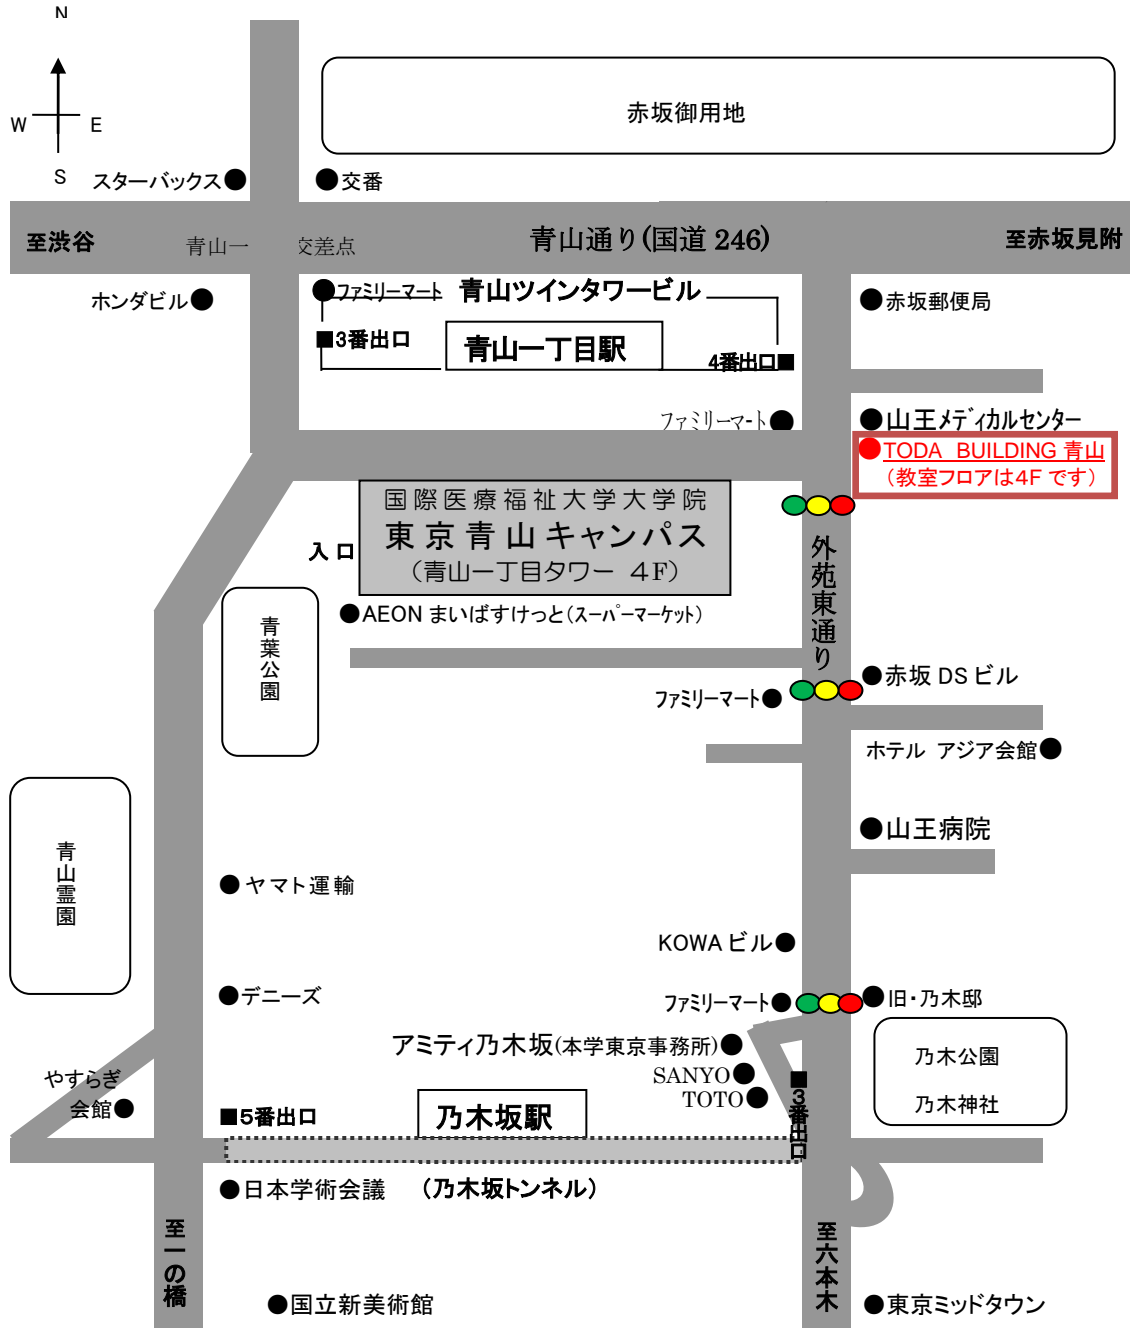 N
W
E
S
赤坂御用地
スターバックス
交番
至渋谷
青山一
交差点
青山通り(国道 246)
至赤坂見附
ホンダビル
ファミリーマート
青山ツインタワービル
赤坂郵便局
■3番出口
青山一丁目駅
4番出口■
ファミリーマート
山王メディカルセンター
TODA BUILDING 青山
（教室フロアは4F です）
国際医療福祉大学大学院
東京青山キャンパス
（青山一丁目タワー 4F）
入口
外苑東通り
AEON まいばすけっと（スーパーマーケット）
青葉公園
赤坂 DS ビル
ファミリーマート
ホテル アジア会館
山王病院
青山霊園
ヤマト運輸
KOWA ビル
デニーズ
ファミリーマート
旧・乃木邸
アミティ乃木坂(本学東京事務所)
SANYO
TOTO
■3番出口
乃木公園
乃木神社
やすらぎ
会館
■5番出口
乃木坂駅
日本学術会議
（乃木坂トンネル）
至一の橋
至六本木
国立新美術館
東京ミッドタウン